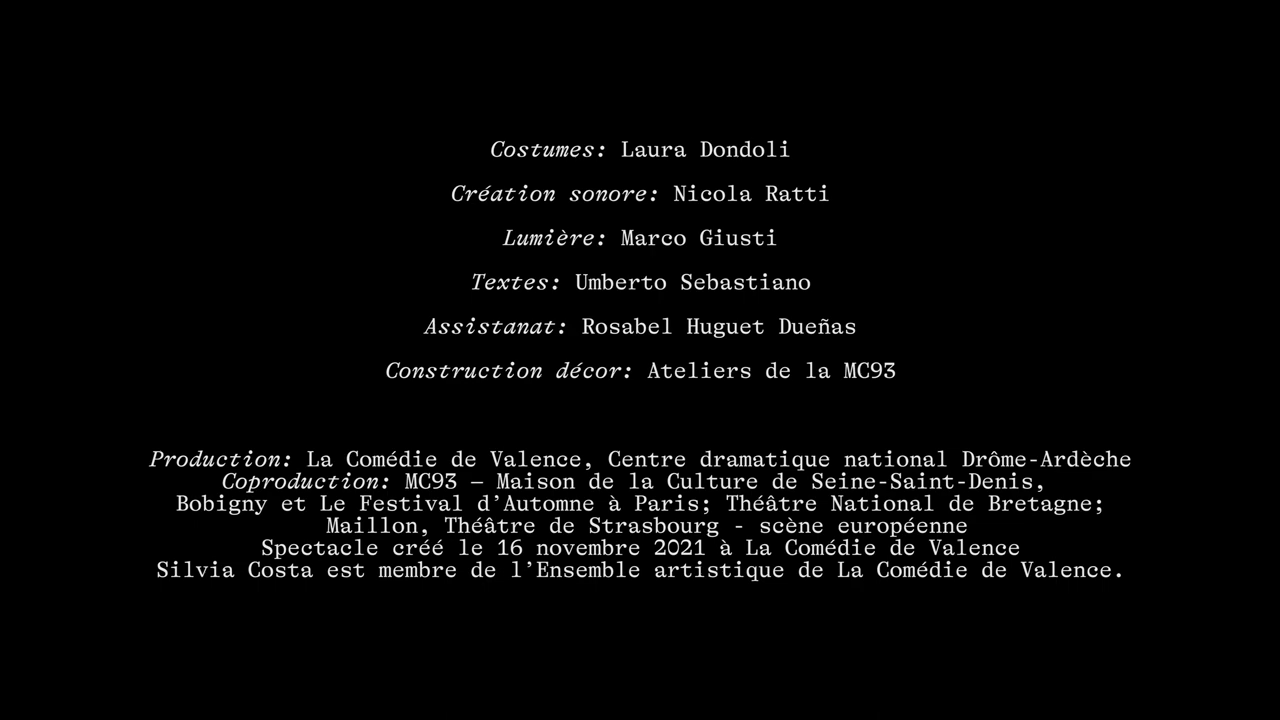 Costumes: Laura Dondoli
Création sonore: Nicola Ratti
Lumière: Marco Giusti
Textes: Umberto Sebastiano
Assistanat: Rosabel Huguet Dueñas
Construction décor: Ateliers de la MC93
Production: La Comédie de Valence, Centre dramatique national Drôme-Ardèche
Coproduction: MC93 – Maison de la Culture de Seine-Saint-Denis,
Bobigny et Le Festival d’Automne à Paris; Théâtre National de Bretagne;
Maillon, Théâtre de Strasbourg - scène européenne
Spectacle créé le 16 novembre 2021 à La Comédie de Valence
Silvia Costa est membre de l’Ensemble artistique de La Comédie de Valence.